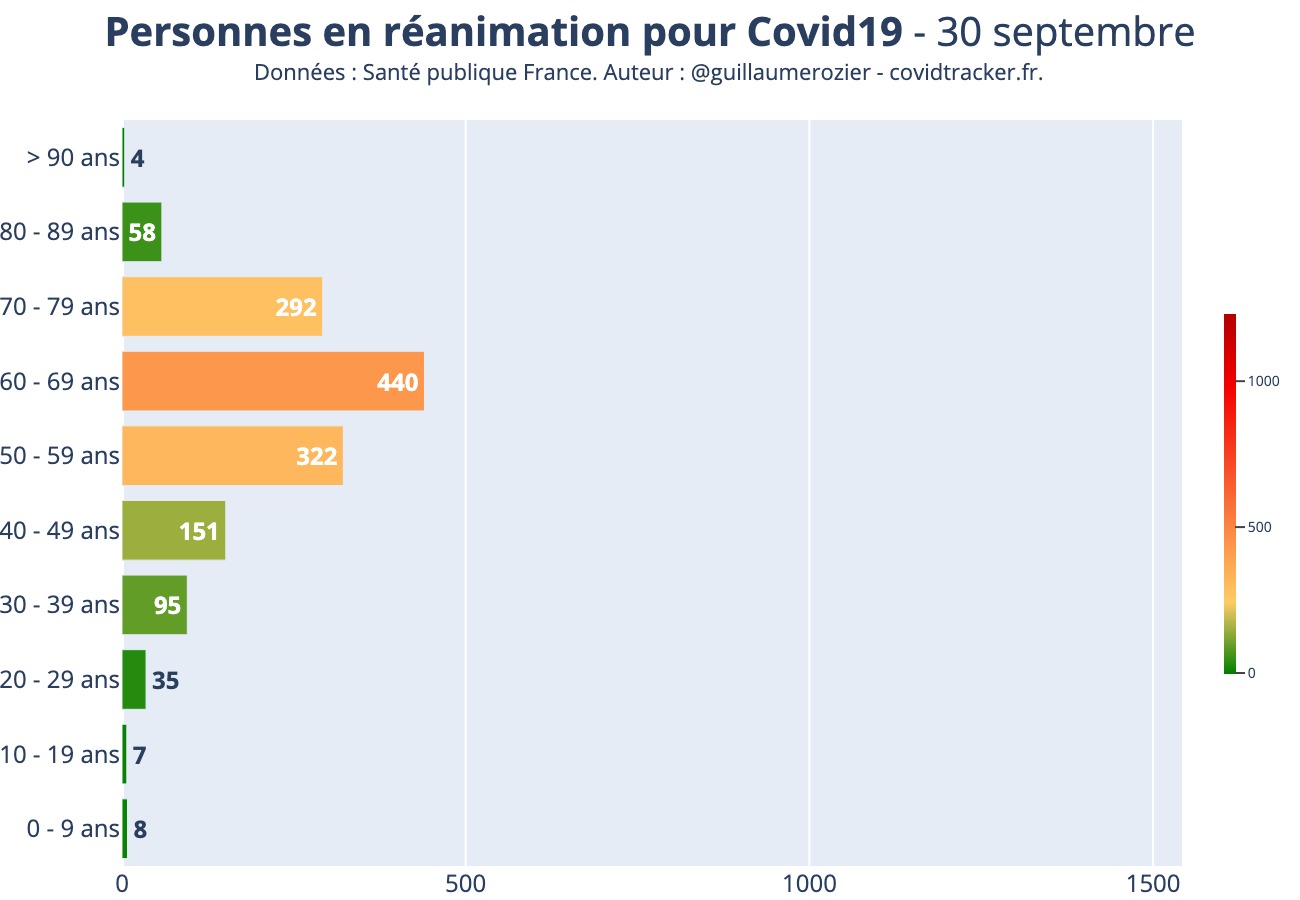 Personnes en réanimation pour Covid19 - 30 septembre
Données : Santé publique France. Auteur : @guillaumerozier - covidtracker.fr.
> 90 ans 4
80 - 89 ans 58
70 - 79 ans 292
60 - 69 ans 440
50 - 59 ans 322
40 - 49 ans 151
30 - 39 ans 95
20 - 29 ans 35
10 - 19 ans 7
0 - 9 ans 8
0 500 1000 1500
1000
500
0